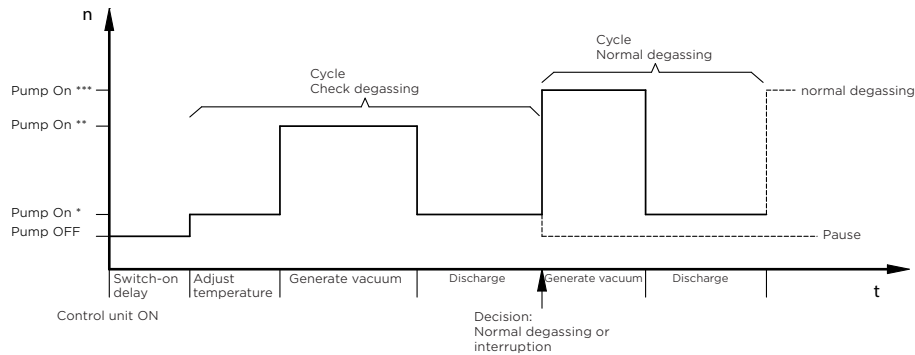 n
Cycle
Check degassing
Cycle
Normal degassing
Pump On ***
normal degassing
Pump On **
Pump On *
Pump OFF
Pause
Switch-on
delay
Adjust
temperature
Generate vacuum
Discharge
Generate vacuum
Discharge
t
Control unit ON
Decision:
Normal degassing or
interruption